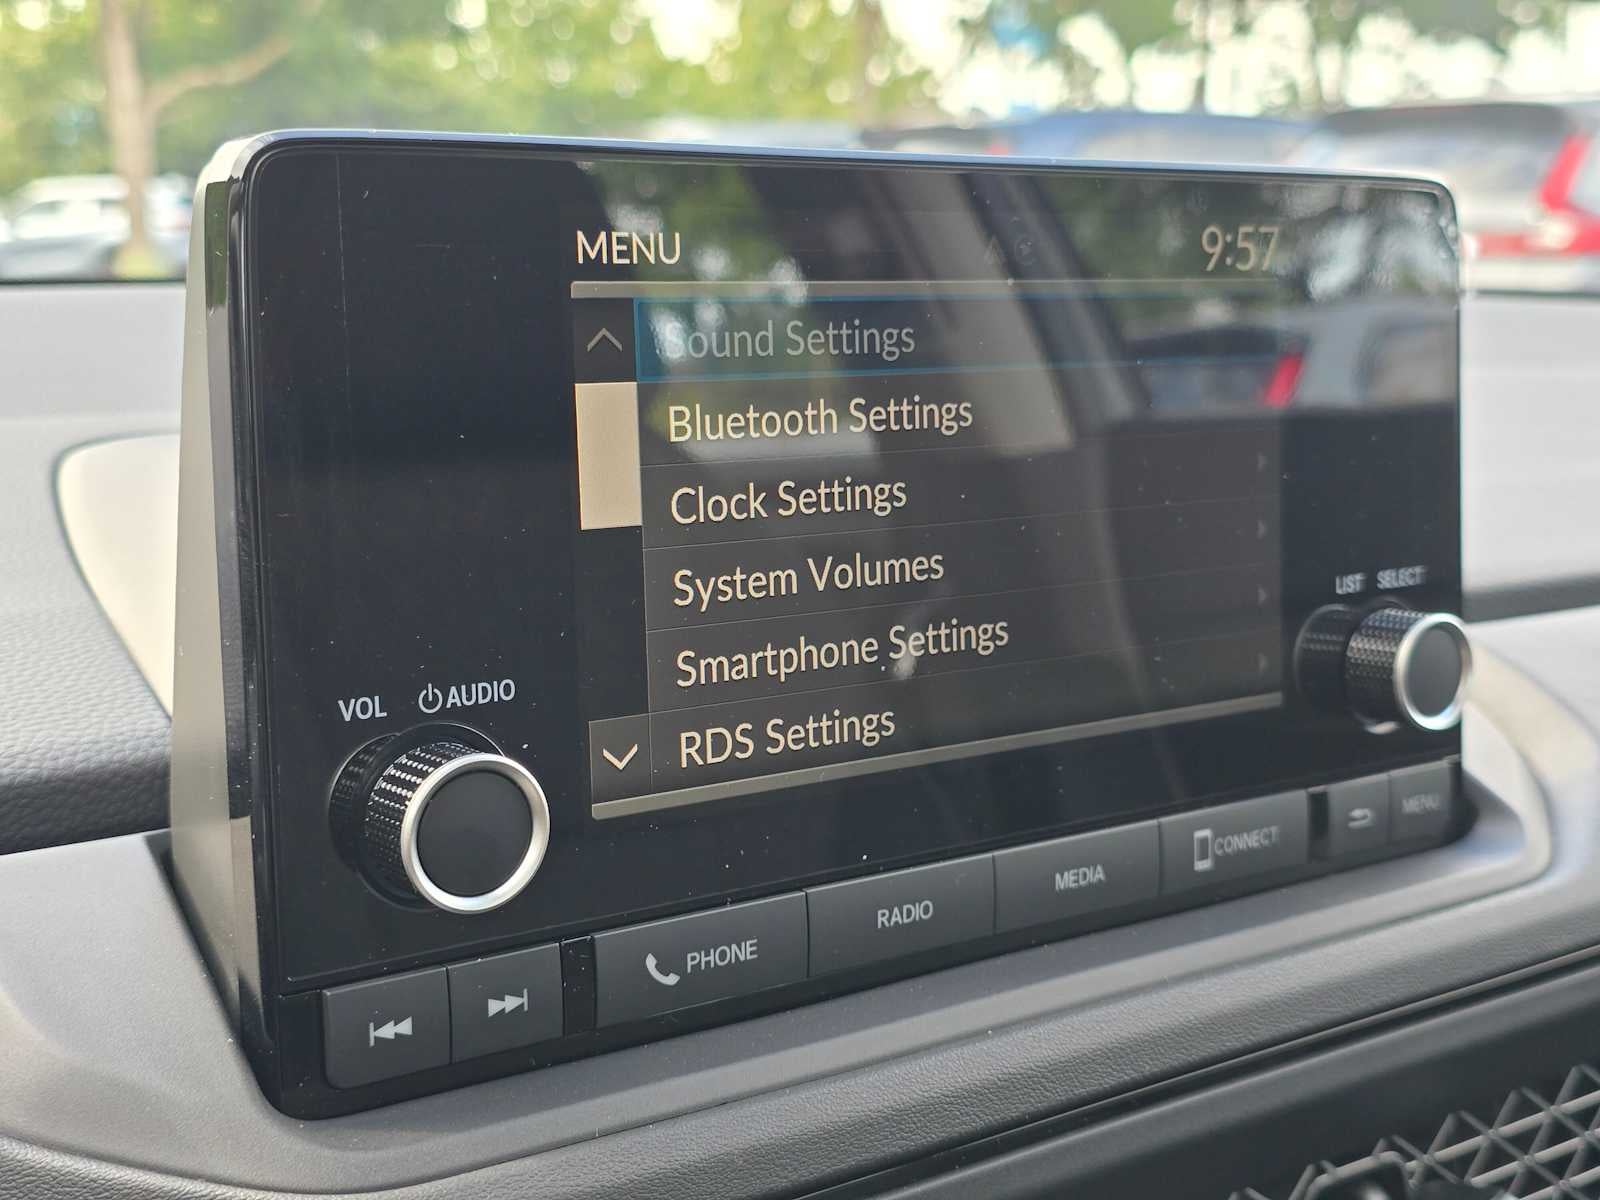 MENU 9:57
Sound Settings
Bluetooth Settings
Clock Settings
System Volumes
Smartphone Settings
RDS Settings
VOL AUDIO
LIST SELECT
PHONE RADIO MEDIA CONNECT MENU